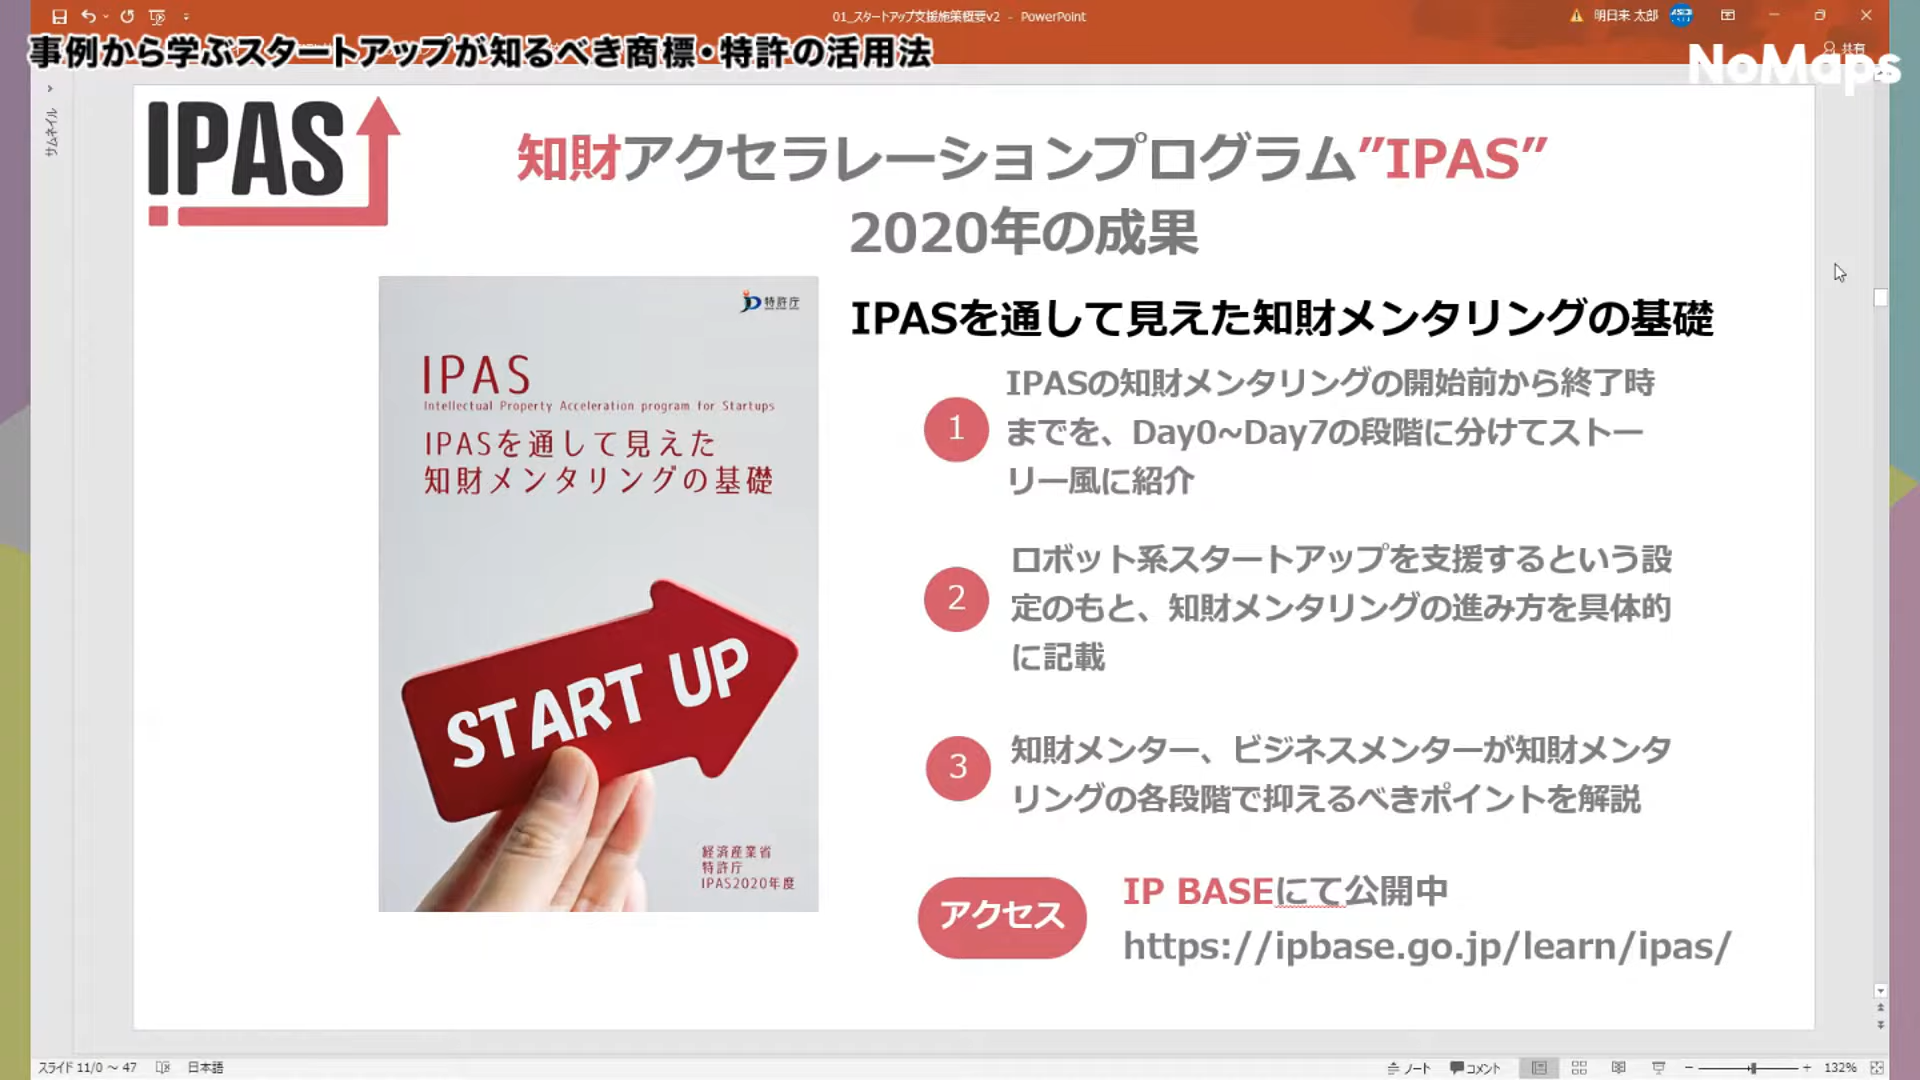 01_スタートアップ支援施策概要v2 - PowerPoint
明日来 太郎
事例から学ぶスタートアップが知るべき商標・特許の活用法
共有
NoMaps
サムネイル
IPAS
知財アクセラレーションプログラム”IPAS”
2020年の成果
特許庁
IPAS
Intellectual Property Acceleration program for Startups
IPASを通して見えた
知財メンタリングの基礎
START UP
経済産業省
特許庁
IPAS2020年度
IPASを通して見えた知財メンタリングの基礎
1
IPASの知財メンタリングの開始前から終了時
までを、Day0~Day7の段階に分けてストー
リー風に紹介
2
ロボット系スタートアップを支援するという設
定のもと、知財メンタリングの進み方を具体的
に記載
3
知財メンター、ビジネスメンターが知財メンタ
リングの各段階で抑えるべきポイントを解説
アクセス
IP BASEにて公開中
https://ipbase.go.jp/learn/ipas/
スライド 11/0 ～ 47
日本語
ノート
コメント
132%